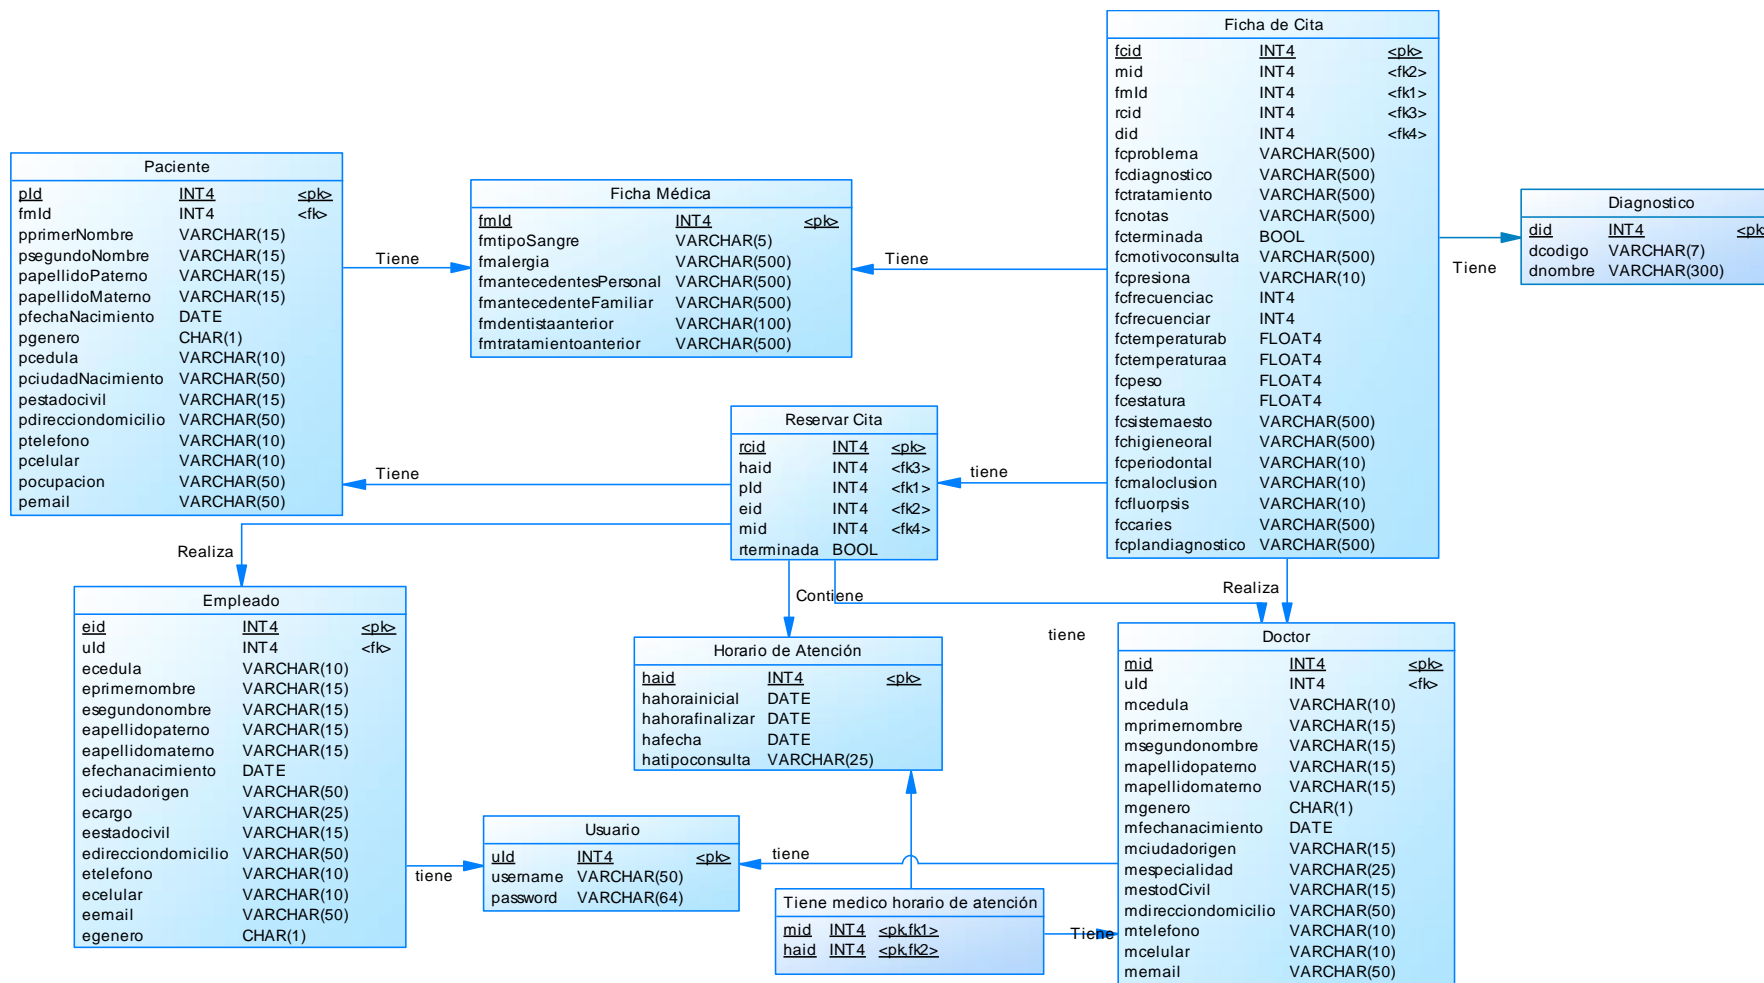 Ficha de Cita
fcid INT4 <pk>
mid INT4 <fk2>
fmId INT4 <fk1>
rcid INT4 <fk3>
did INT4 <fk4>
fcproblema VARCHAR(500)
fcdiagnostico VARCHAR(500)
fctratamiento VARCHAR(500)
fcnotas VARCHAR(500)
fcterminada BOOL
fcmotivoconsulta VARCHAR(500)
fcpresiona VARCHAR(10)
fcfrecuenciac INT4
fcfrecuenciar INT4
fctemperaturab FLOAT4
fctemperaturaa FLOAT4
fcpeso FLOAT4
fcestatura FLOAT4
fcsistemaesto VARCHAR(500)
fchigieneoral VARCHAR(500)
fcperiodontal VARCHAR(10)
fcmaloclusion VARCHAR(10)
fcfluorpsis VARCHAR(10)
fccaries VARCHAR(500)
fcplandiagnostico VARCHAR(500)
Paciente
pId INT4 <pk>
fmId INT4 <fk>
pprimerNombre VARCHAR(15)
psegundoNombre VARCHAR(15)
papellidoPaterno VARCHAR(15)
papellidoMaterno VARCHAR(15)
pfechaNacimiento DATE
pgenero CHAR(1)
pcedula VARCHAR(10)
pciudadNacimiento VARCHAR(50)
pestadocivil VARCHAR(15)
pdirecciondomicilio VARCHAR(50)
ptelefono VARCHAR(10)
pcelular VARCHAR(10)
pocupacion VARCHAR(50)
pemail VARCHAR(50)
Tiene
Ficha Médica
fmId INT4 <pk>
fmtipoSangre VARCHAR(5)
fmalergia VARCHAR(500)
fmantecedentesPersonal VARCHAR(500)
fmantecedenteFamiliar VARCHAR(500)
fmdentistaanterior VARCHAR(100)
fmtratamientoanterior VARCHAR(500)
Tiene
Diagnostico
did INT4 <pk
dcodigo VARCHAR(7)
dnombre VARCHAR(300)
Tiene
Reservar Cita
rcid INT4 <pk>
haid INT4 <fk3>
pId INT4 <fk1>
eid INT4 <fk2>
mid INT4 <fk4>
rterminada BOOL
Tiene
tiene
Realiza
Contiene
Realiza
tiene
Empleado
eid INT4 <pk>
uId INT4 <fk>
ecedula VARCHAR(10)
eprimernombre VARCHAR(15)
esegundonombre VARCHAR(15)
eapellidopaterno VARCHAR(15)
eapellidomaterno VARCHAR(15)
efechanacimiento DATE
eciudadorigen VARCHAR(50)
ecargo VARCHAR(25)
eestadocivil VARCHAR(15)
edirecciondomicilio VARCHAR(50)
etelefono VARCHAR(10)
ecelular VARCHAR(10)
eemail VARCHAR(50)
egenero CHAR(1)
Horario de Atención
haid INT4 <pk>
hahorainicial DATE
hahorafinalizar DATE
hafecha DATE
hatipoconsulta VARCHAR(25)
Doctor
mid INT4 <pk>
uId INT4 <fk>
mcedula VARCHAR(10)
mprimernombre VARCHAR(15)
msegundonombre VARCHAR(15)
mapellidopaterno VARCHAR(15)
mapellidomaterno VARCHAR(15)
mgenero CHAR(1)
mfechanacimiento DATE
mciudadorigen VARCHAR(15)
mespecialidad VARCHAR(25)
mestodCivil VARCHAR(15)
mdirecciondomicilio VARCHAR(50)
mtelefono VARCHAR(10)
mcelular VARCHAR(10)
memail VARCHAR(50)
tiene
Usuario
uId INT4 <pk>
username VARCHAR(50)
password VARCHAR(64)
tiene
Tiene medico horario de atención
mid INT4 <pk,fk1>
haid INT4 <pk,fk2>
Tiene